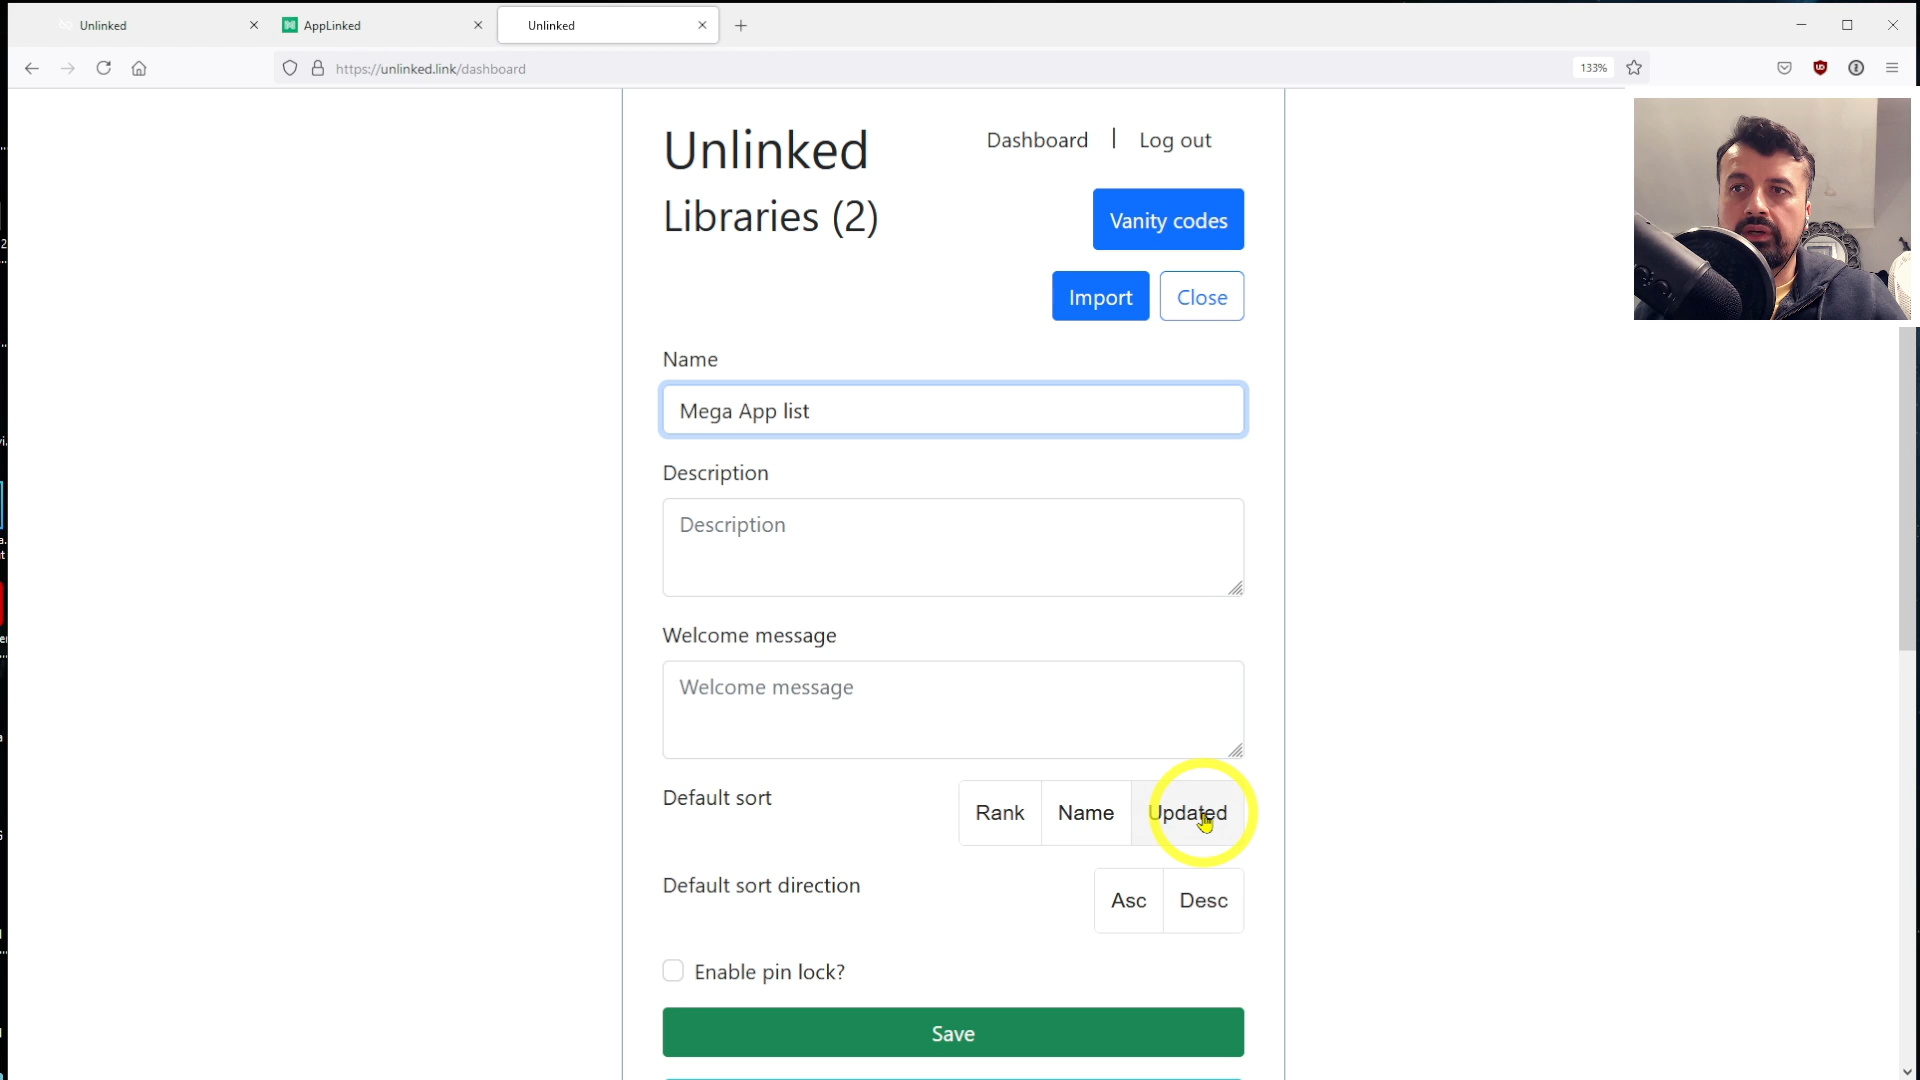 Unlinked
AppLinked
Unlinked
https://unlinked.link/dashboard
133%
Unlinked
Dashboard | Log out
Libraries (2)
Vanity codes
Import
Close
Name
Mega App list
Description
Description
Welcome message
Welcome message
Default sort
Rank
Name
Updated
Default sort direction
Asc
Desc
Enable pin lock?
Save